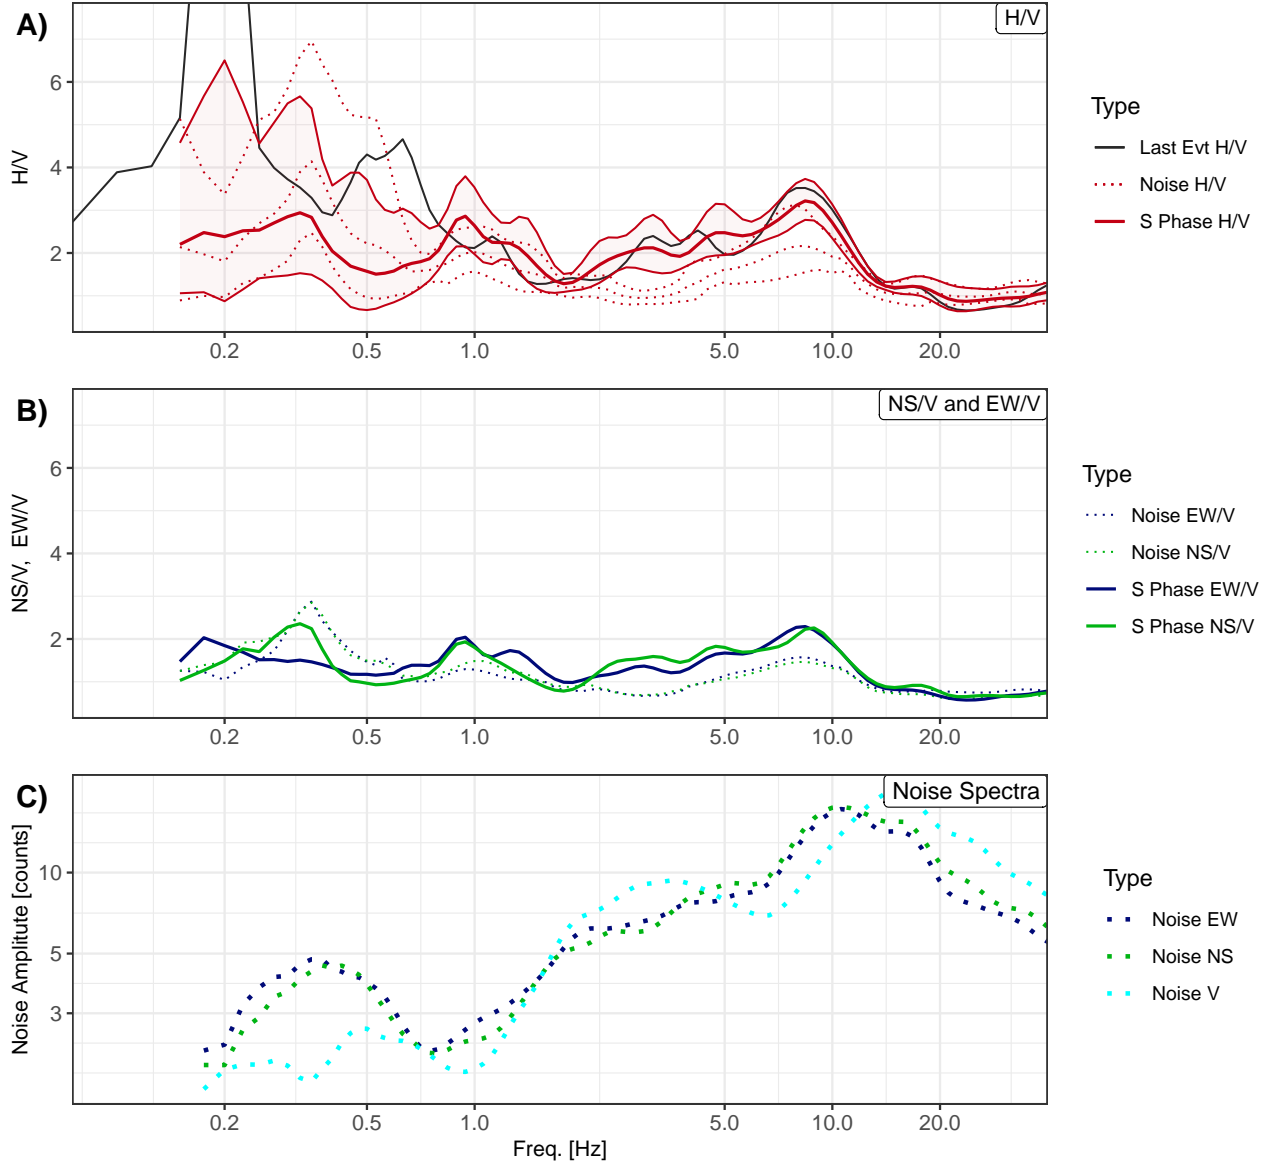 A)
H/V
H/V
6
4
2
0.2 0.5 1.0 5.0 10.0 20.0
Type
Last Evt H/V
Noise H/V
S Phase H/V
B)
NS/V and EW/V
NS/V, EW/V
6
4
2
0.2 0.5 1.0 5.0 10.0 20.0
Type
Noise EW/V
Noise NS/V
S Phase EW/V
S Phase NS/V
C)
Noise Spectra
Noise Amplitute [counts]
10
5
3
0.2 0.5 1.0 5.0 10.0 20.0
Freq. [Hz]
Type
Noise EW
Noise NS
Noise V